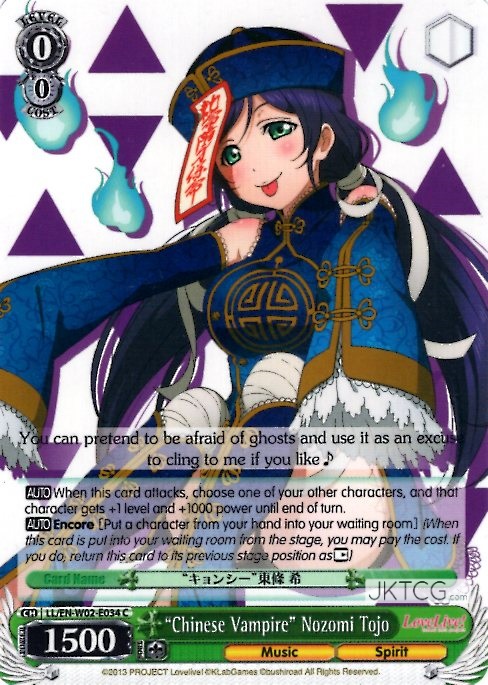 LEVEL
0
0
COST
You can pretend to be afraid of ghosts and use it as an excuse
to cling to me if you like♪
AUTO When this card attacks, choose one of your other characters, and that
character gets +1 level and +1000 power until end of turn.
AUTO Encore [Put a character from your hand into your waiting room] (When
this card is put into your waiting room from the stage, you may pay the cost. If
you do, return this card to its previous stage position as
Card Name
"キョンシー"東條 希
JKTCG.com
CH LL/EN-W02-E034 C
POWER
1500
"Chinese Vampire" Nozomi Tojo
LoveLive!
Music
Spirit
©2013 PROJECT Lovelive! ©KLabGames ©bushiroad All Rights Reserved.